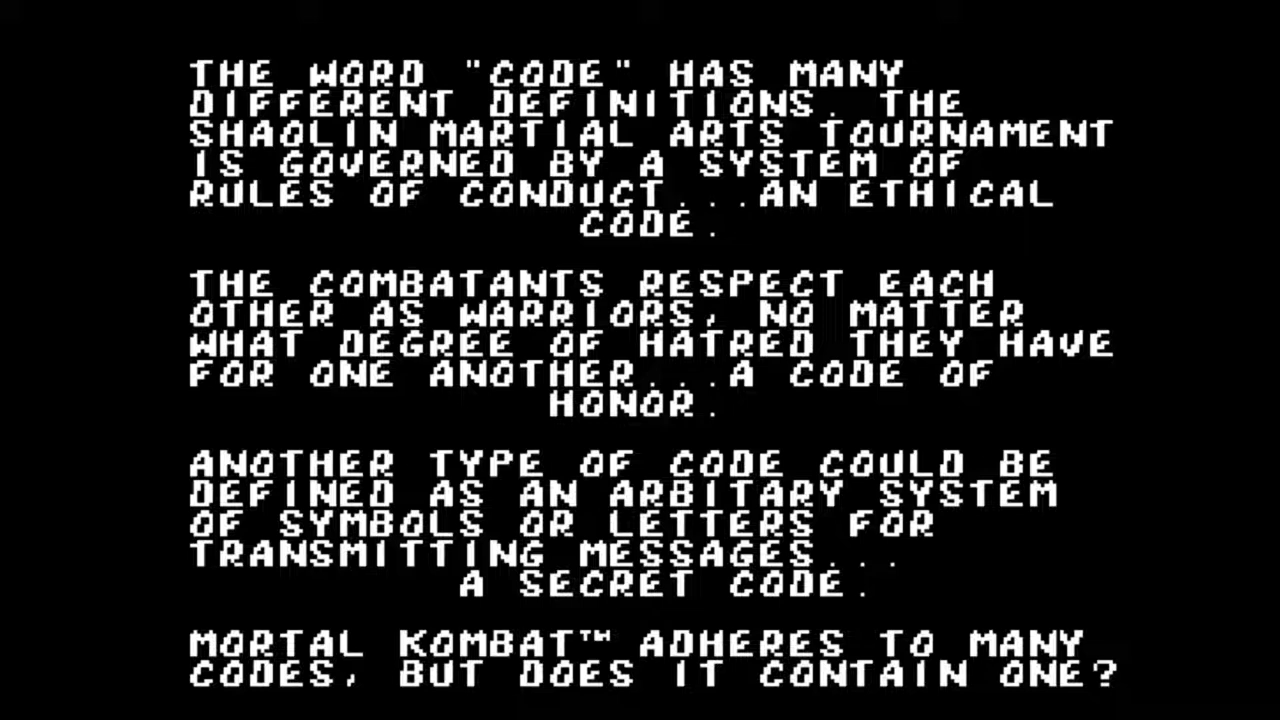 THE WORD "CODE" HAS MANY
DIFFERENT DEFINITIONS. THE
SHAOLIN MARTIAL ARTS TOURNAMENT
IS GOVERNED BY A SYSTEM OF
RULES OF CONDUCT...AN ETHICAL
CODE.
THE COMBATANTS RESPECT EACH
OTHER AS WARRIORS, NO MATTER
WHAT DEGREE OF HATRED THEY HAVE
FOR ONE ANOTHER...A CODE OF
HONOR.
ANOTHER TYPE OF CODE COULD BE
DEFINED AS AN ARBITARY SYSTEM
OF SYMBOLS OR LETTERS FOR
TRANSMITTING MESSAGES...
A SECRET CODE.
MORTAL KOMBAT™ ADHERES TO MANY
CODES, BUT DOES IT CONTAIN ONE?